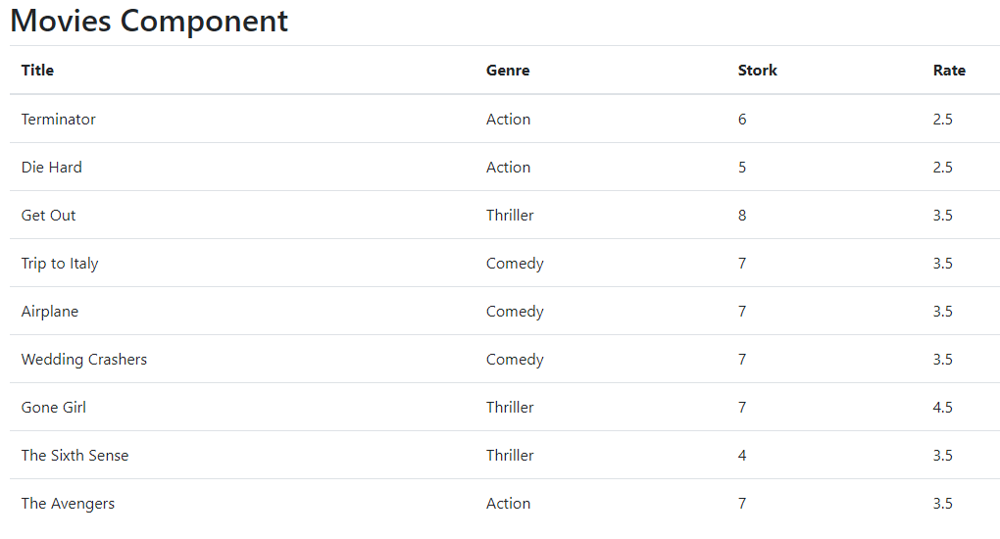 Movies Component
Title Genre Stork Rate
Terminator Action 6 2.5
Die Hard Action 5 2.5
Get Out Thriller 8 3.5
Trip to Italy Comedy 7 3.5
Airplane Comedy 7 3.5
Wedding Crashers Comedy 7 3.5
Gone Girl Thriller 7 4.5
The Sixth Sense Thriller 4 3.5
The Avengers Action 7 3.5